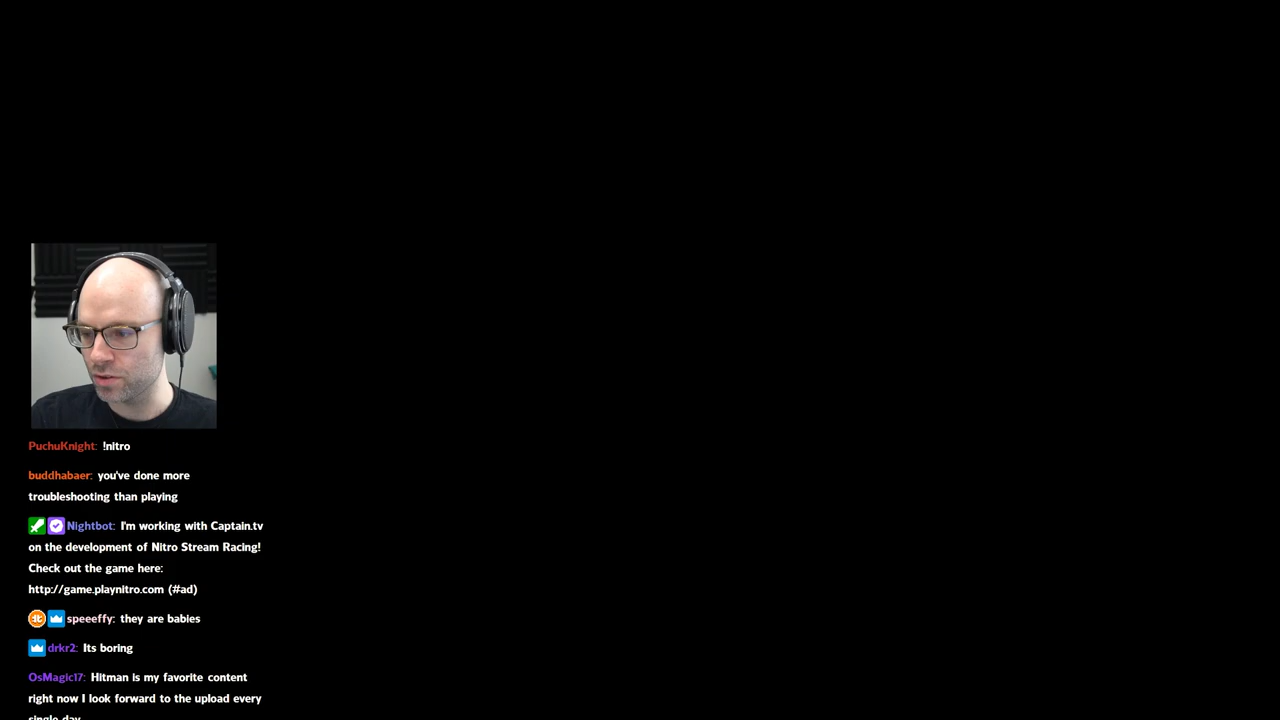 PuchuKnight: !nitro
buddhabaer: you've done more
troubleshooting than playing
Nightbot: I'm working with Captain.tv
on the development of Nitro Stream Racing!
Check out the game here:
http://game.playnitro.com (#ad)
speeeffy: they are babies
drkr2: Its boring
OsMagic17: Hitman is my favorite content
right now I look forward to the upload every
single day